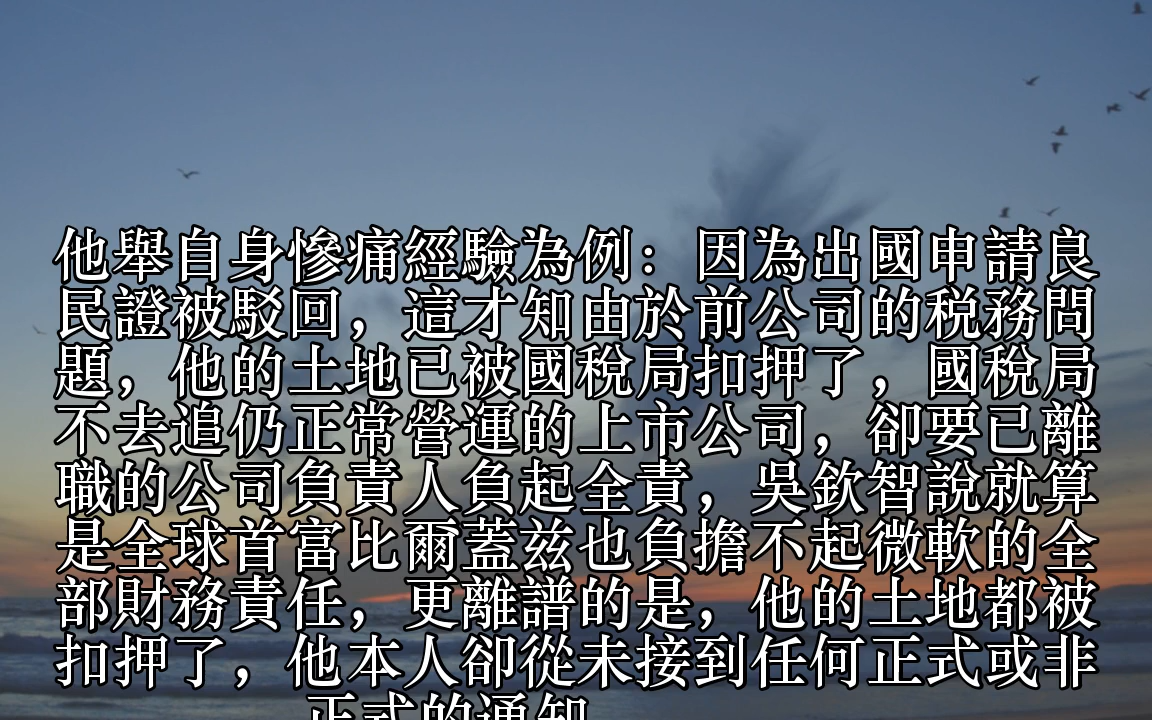 他舉自身慘痛經驗為例：因為出國申請良
民證被駁回，這才知由於前公司的税務問
題，他的土地已被國稅局扣押了，國稅局
不去追仍正常營運的上市公司，卻要已離
職的公司負責人負起全責，吳欽智說就算
是全球首富比爾蓋兹也負擔不起微軟的全
部財務責任，更離譜的是，他的土地都被
扣押了，他本人卻從未接到任何正式或非
正式的通知